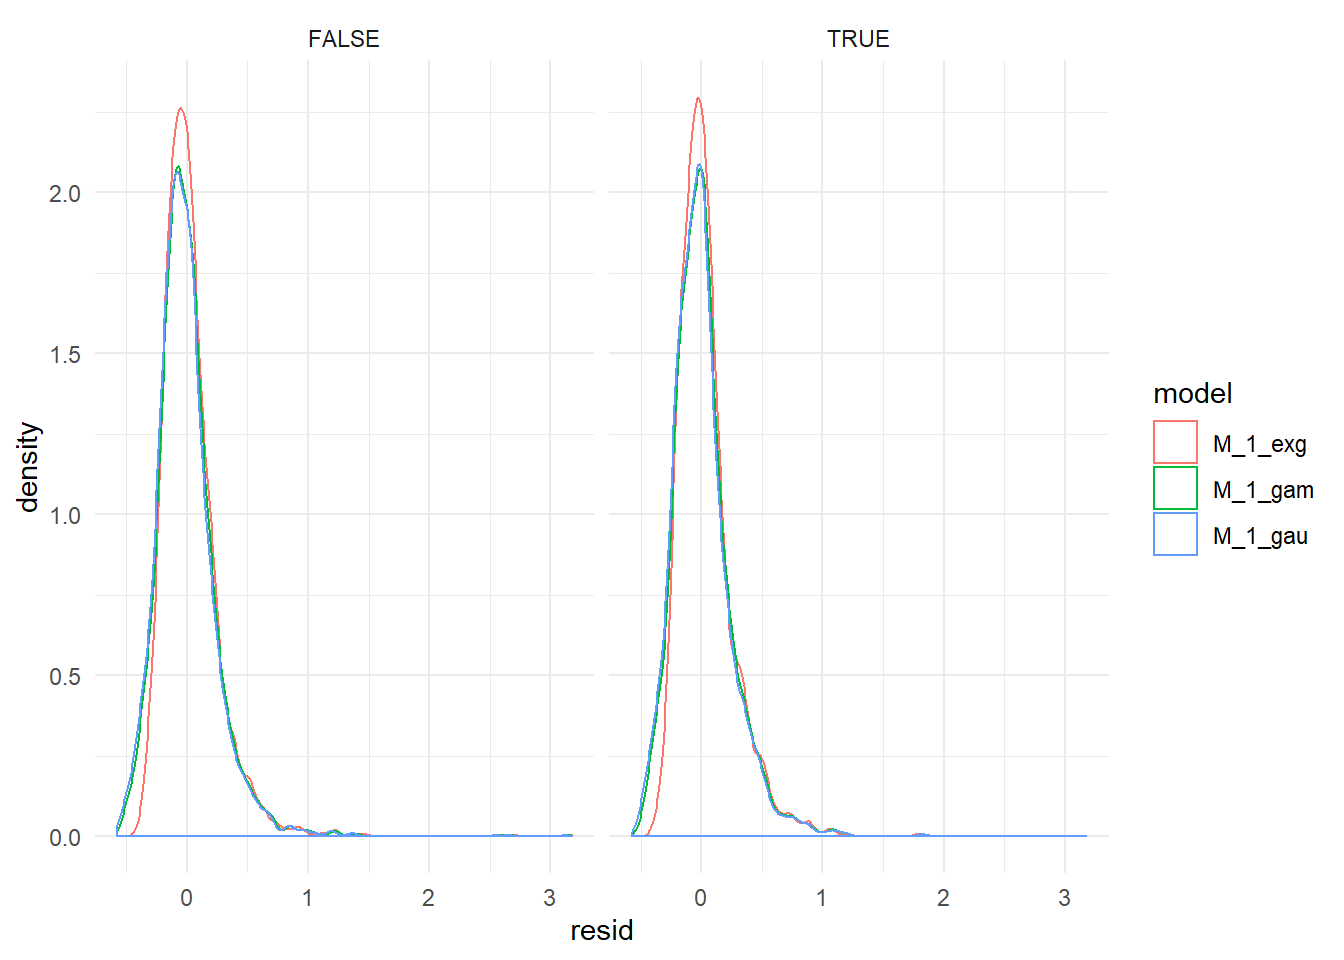 FALSE
TRUE
density
2.0
1.5
1.0
0.5
0.0
0 1 2 3
0 1 2 3
resid
model
M_1_exg
M_1_gam
M_1_gau